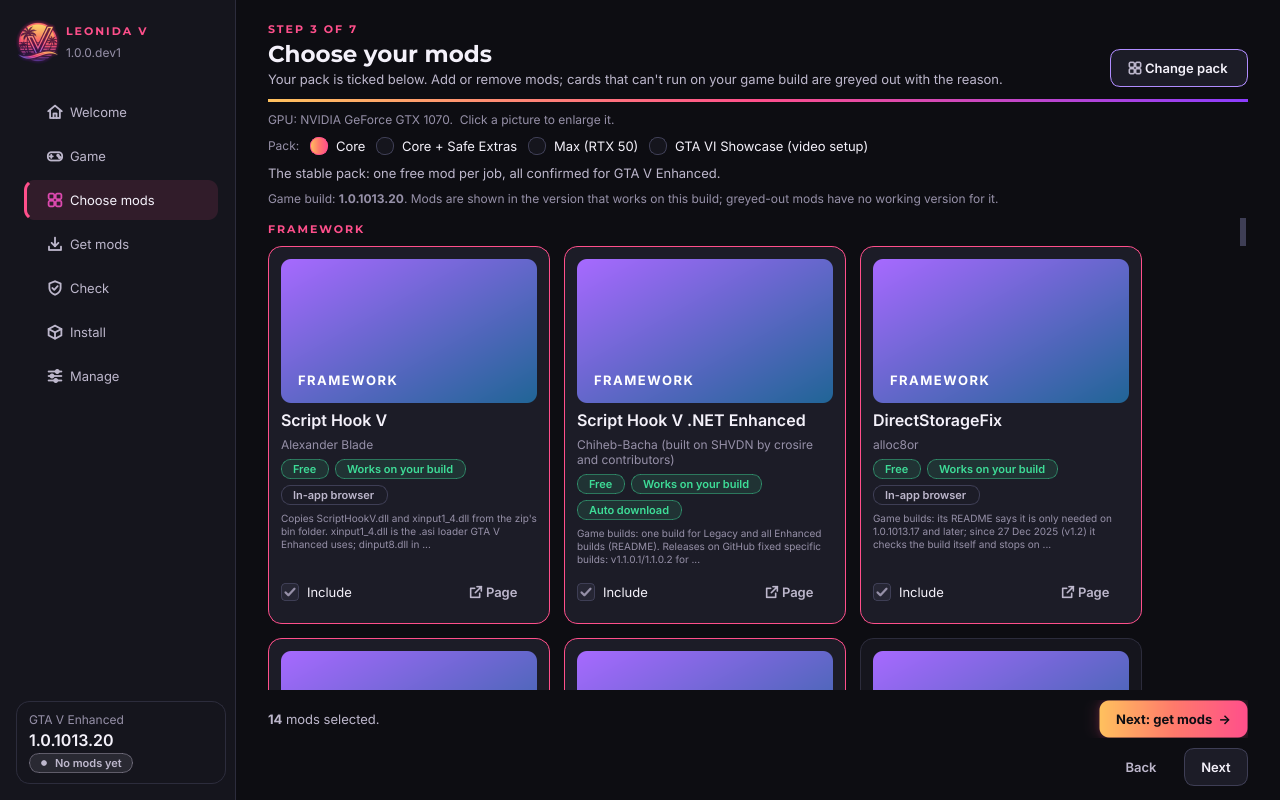 LEONIDA V
1.0.0.dev1
Welcome
Game
Choose mods
Get mods
Check
Install
Manage
GTA V Enhanced
1.0.1013.20
No mods yet
STEP 3 OF 7
Choose your mods
Your pack is ticked below. Add or remove mods; cards that can't run on your game build are greyed out with the reason.
Change pack
GPU: NVIDIA GeForce GTX 1070. Click a picture to enlarge it.
Pack: Core Core + Safe Extras Max (RTX 50) GTA VI Showcase (video setup)
The stable pack: one free mod per job, all confirmed for GTA V Enhanced.
Game build: 1.0.1013.20. Mods are shown in the version that works on this build; greyed-out mods have no working version for it.
FRAMEWORK
FRAMEWORK
Script Hook V
Alexander Blade
Free Works on your build
In-app browser
Copies ScriptHookV.dll and xinput1_4.dll from the zip's
bin folder. xinput1_4.dll is the .asi loader GTA V
Enhanced uses; dinput8.dll in ...
Include Page
FRAMEWORK
Script Hook V .NET Enhanced
Chiheb-Bacha (built on SHVDN by crosire
and contributors)
Free Works on your build
Auto download
Game builds: one build for Legacy and all Enhanced
builds (README). Releases on GitHub fixed specific
builds: v1.1.0.1/1.1.0.2 for ...
Include Page
FRAMEWORK
DirectStorageFix
alloc8or
Free Works on your build
In-app browser
Game builds: its README says it is only needed on
1.0.1013.17 and later; since 27 Dec 2025 (v1.2) it
checks the build itself and stops on ...
Include Page
14 mods selected.
Next: get mods →
Back Next